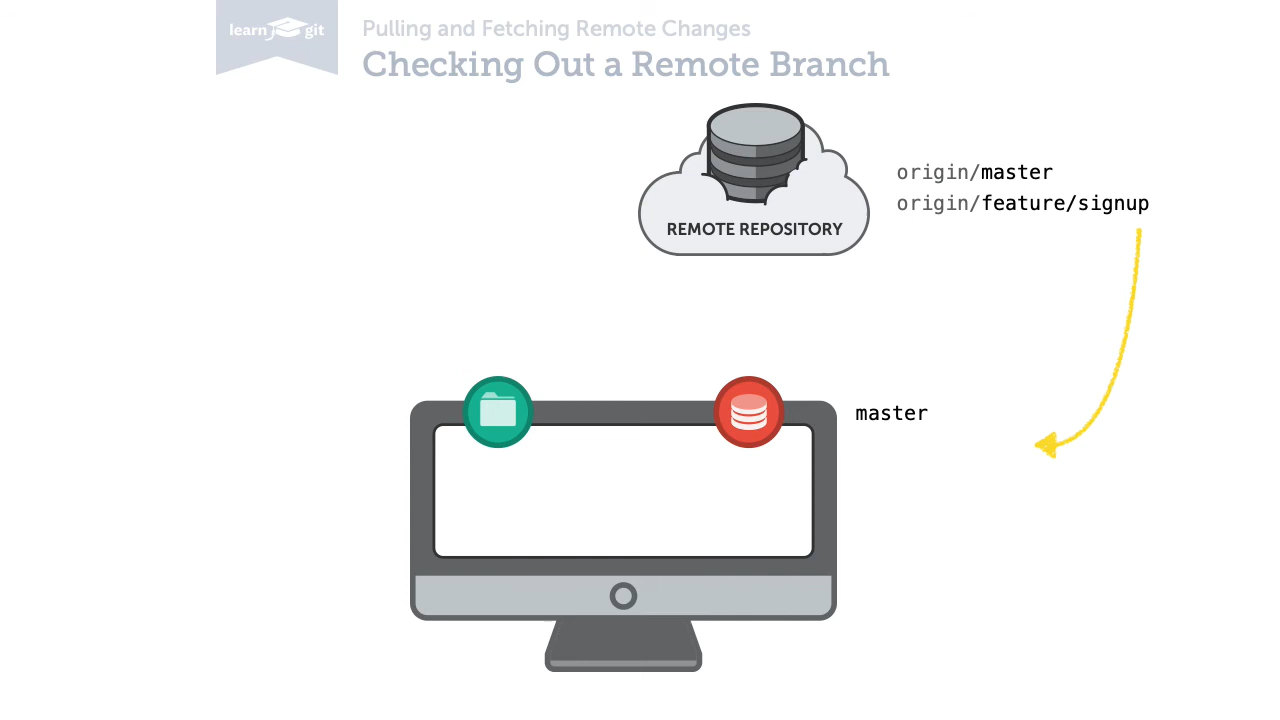 learn git
Pulling and Fetching Remote Changes
Checking Out a Remote Branch
origin/master
origin/feature/signup
REMOTE REPOSITORY
master